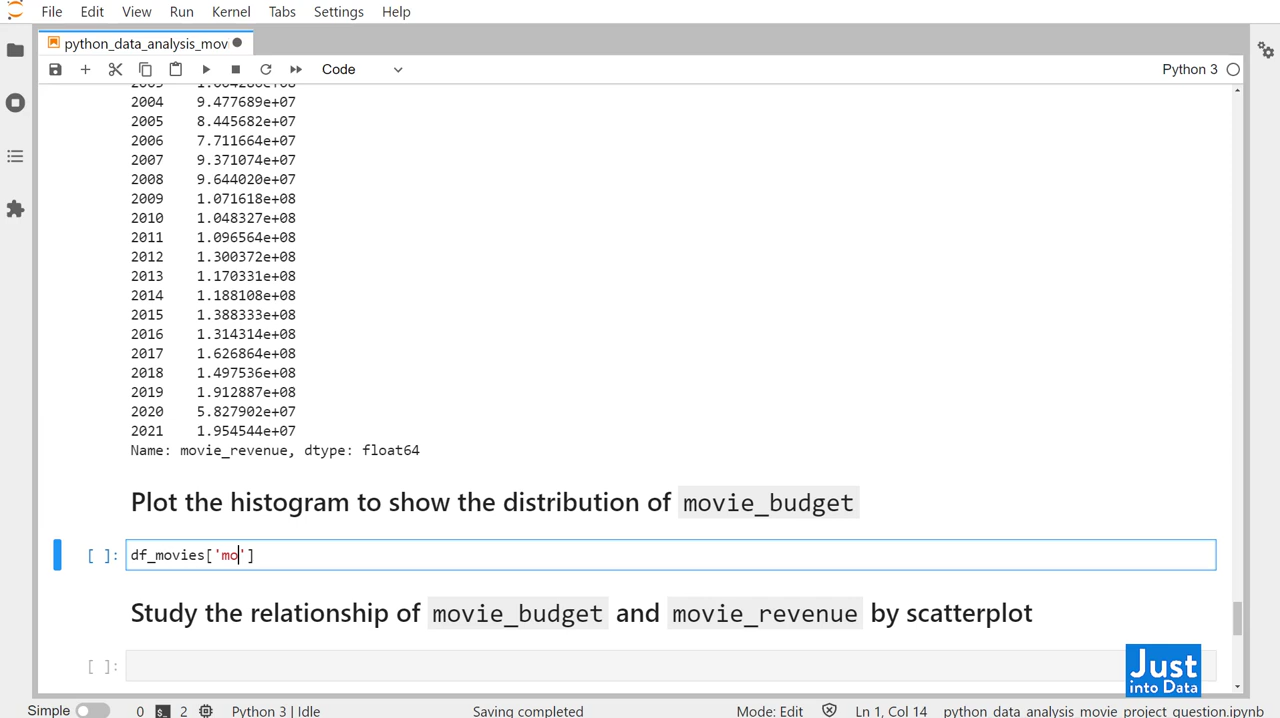 File Edit View Run Kernel Tabs Settings Help
python_data_analysis_mov
Code Python 3
2004 9.477689e+07
2005 8.445682e+07
2006 7.711664e+07
2007 9.371074e+07
2008 9.644020e+07
2009 1.071618e+08
2010 1.048327e+08
2011 1.096564e+08
2012 1.300372e+08
2013 1.170331e+08
2014 1.188108e+08
2015 1.388333e+08
2016 1.314314e+08
2017 1.626864e+08
2018 1.497536e+08
2019 1.912887e+08
2020 5.827902e+07
2021 1.954544e+07
Name: movie_revenue, dtype: float64
Plot the histogram to show the distribution of movie_budget
[ ]: df_movies['mo']
Study the relationship of movie_budget and movie_revenue by scatterplot
[ ]:
Just
into Data
Simple 0 2 Python 3 | Idle Saving completed Mode: Edit Ln 1, Col 14 python_data_analysis_movie_project_question.ipynb